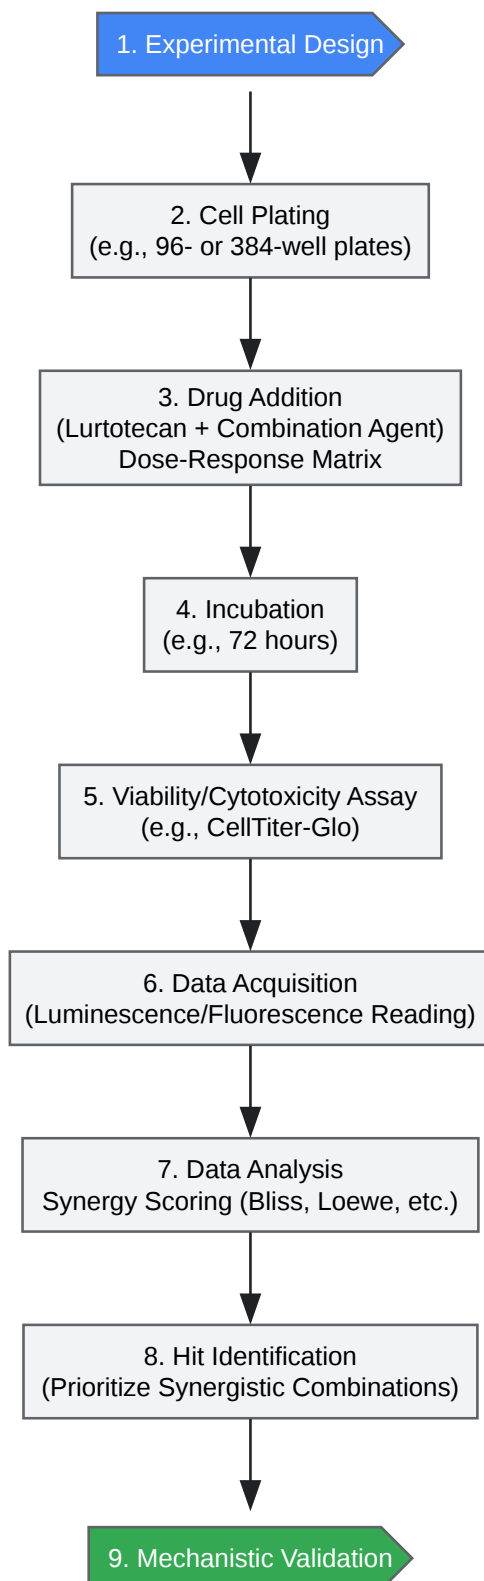 1. Experimental Design
2. Cell Plating
(e.g., 96- or 384-well plates)
3. Drug Addition
(Lurtotecan + Combination Agent)
Dose-Response Matrix
4. Incubation
(e.g., 72 hours)
5. Viability/Cytotoxicity Assay
(e.g., CellTiter-Glo)
6. Data Acquisition
(Luminescence/Fluorescence Reading)
7. Data Analysis
Synergy Scoring (Bliss, Loewe, etc.)
8. Hit Identification
(Prioritize Synergistic Combinations)
9. Mechanistic Validation